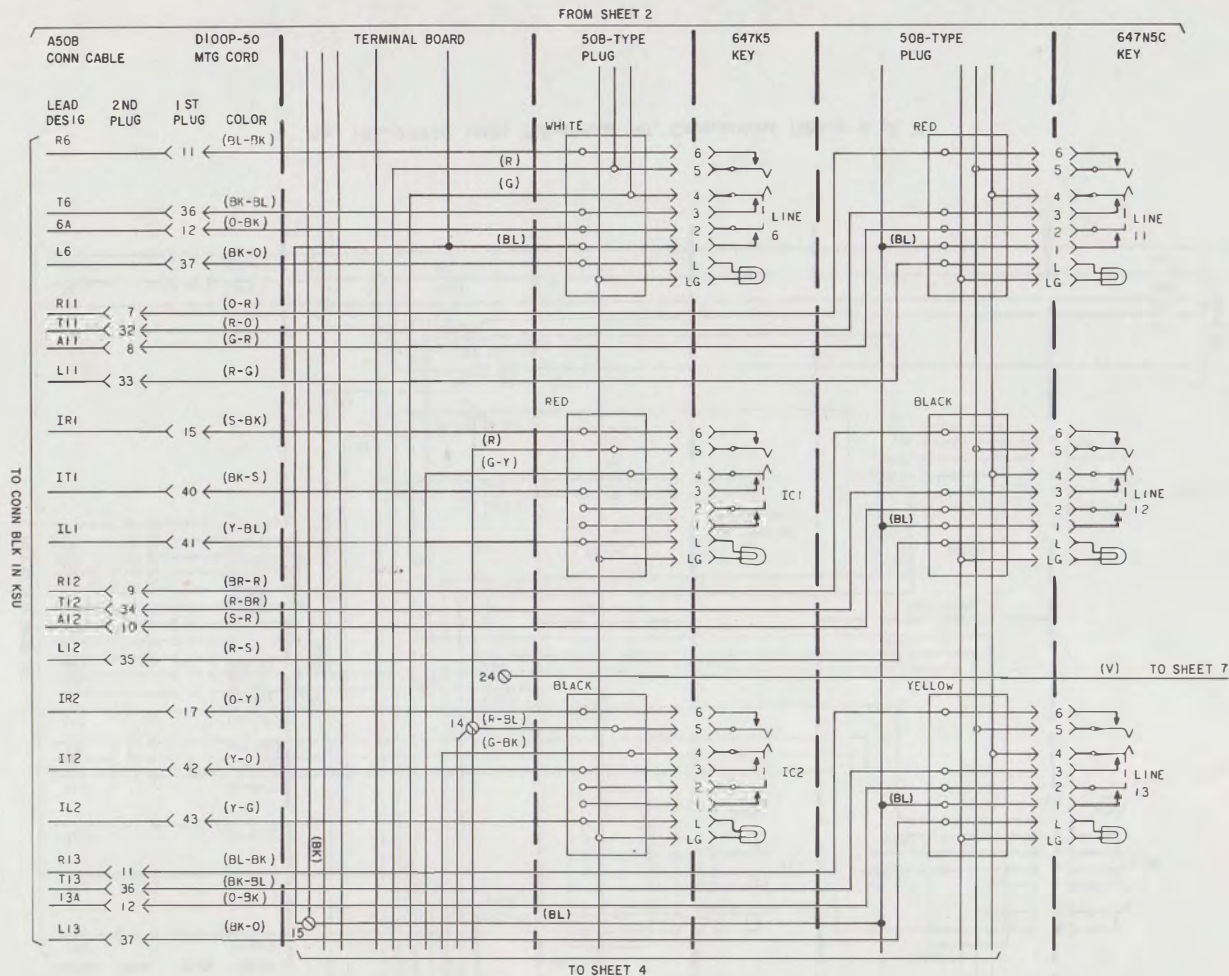 FROM SHEET 2
A50B CONN CABLE
D100P-50 MTG CORD
TERMINAL BOARD
50B-TYPE PLUG
647K5 KEY
50B-TYPE PLUG
647N5C KEY
LEAD DESIG
2ND PLUG
1ST PLUG
COLOR
R6 11 (BL-BK)
T6 36 (BK-BL)
6A 12 (O-BK)
L6 37 (BK-O)
R11 7 (O-R)
T11 32 (R-O)
A11 8 (G-R)
L11 33 (R-G)
IR1 15 (S-BK)
IT1 40 (BK-S)
IL1 41 (Y-BL)
R12 9 (BR-R)
T12 34 (R-BR)
A12 10 (S-R)
L12 35 (R-S)
IR2 17 (O-Y)
IT2 42 (Y-O)
IL2 43 (Y-G)
R13 11 (BL-BK)
T13 36 (BK-BL)
13A 12 (O-BK)
L13 37 (BK-O)
TO CONN BLK IN KSU
(BK)
15
WHITE
(R)
(G)
(BL)
6
5
4
3
2
1
L
LG
LINE 6
RED
(BL)
6
5
4
3
2
1
L
LG
LINE 11
RED
(R)
(G-Y)
6
5
4
3
2
1
L
LG
IC1
BLACK
(BL)
6
5
4
3
2
1
L
LG
LINE 12
24
(V) TO SHEET 7
BLACK
14
(R-BL)
(G-BK)
6
5
4
3
2
1
L
LG
IC2
YELLOW
(BL)
6
5
4
3
2
1
L
LG
LINE 13
(BL)
TO SHEET 4